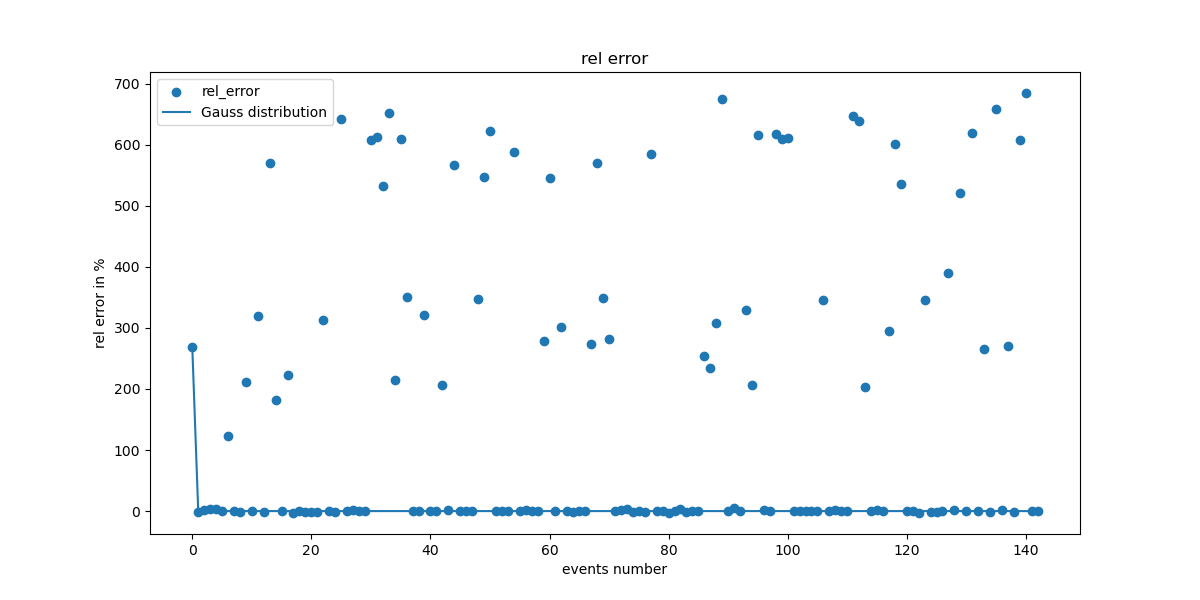 rel error
rel_error
Gauss distribution
700
600
500
400
300
200
100
0
rel error in %
0 20 40 60 80 100 120 140
events number